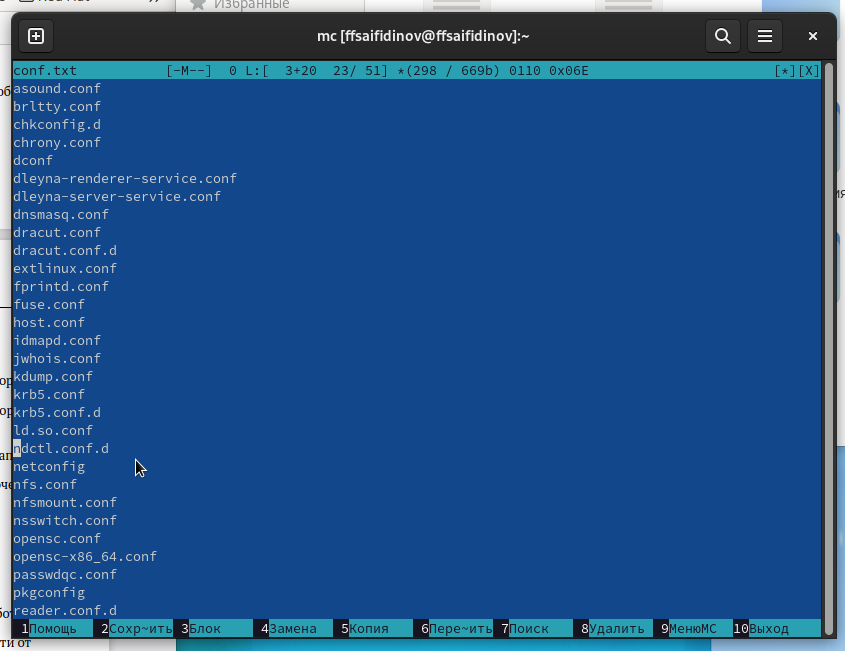 Избранные
mc [ffsaifidinov@ffsaifidinov]:~
conf.txt [-M--] 0 L:[ 3+20 23/ 51] *(298 / 669b) 0110 0x06E [*][X]
asound.conf
brltty.conf
chkconfig.d
chrony.conf
dconf
dleyna-renderer-service.conf
dleyna-server-service.conf
dnsmasq.conf
dracut.conf
dracut.conf.d
extlinux.conf
fprintd.conf
fuse.conf
host.conf
idmapd.conf
jwhois.conf
kdump.conf
krb5.conf
krb5.conf.d
ld.so.conf
ndctl.conf.d
netconfig
nfs.conf
nfsmount.conf
nsswitch.conf
opensc.conf
opensc-x86_64.conf
passwdqc.conf
pkgconfig
reader.conf.d
1Помощь 2Сохр~ить 3Блок 4Замена 5Копия 6Пере~ить 7Поиск 8Удалить 9МенюMC 10Выход
ти от